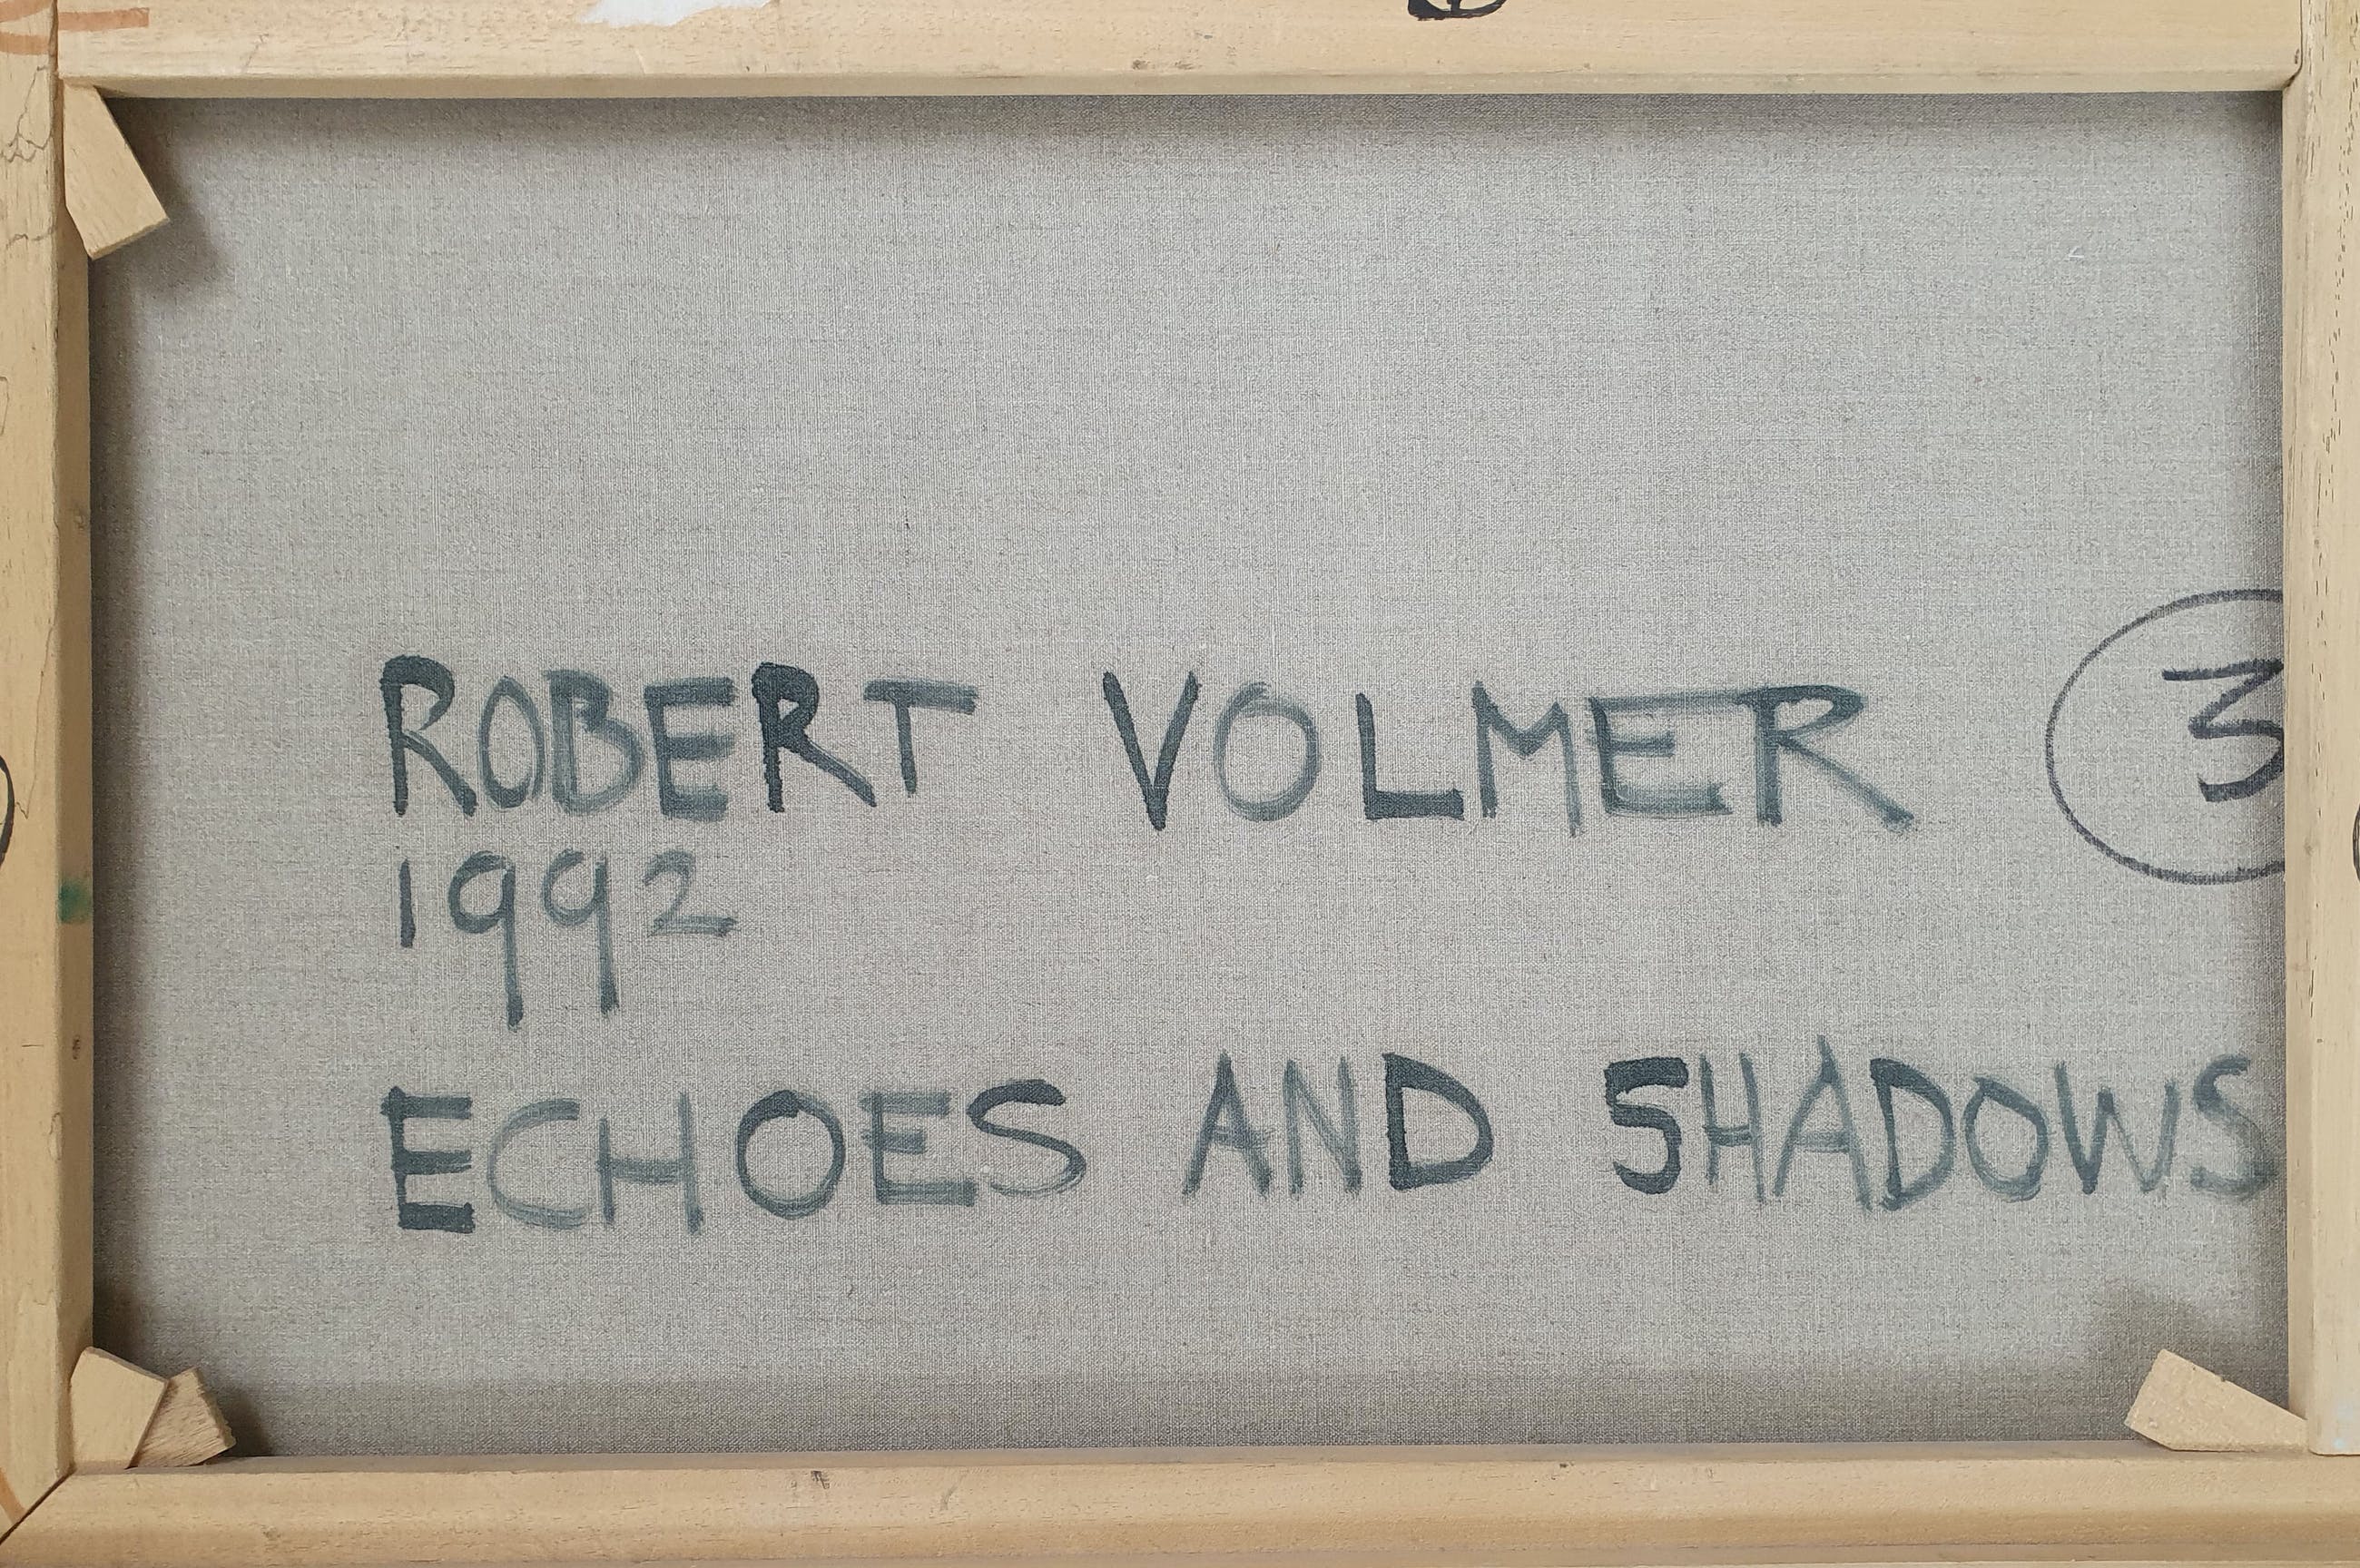 ROBERT VOLMER 3
1992
ECHOES AND SHADOWS